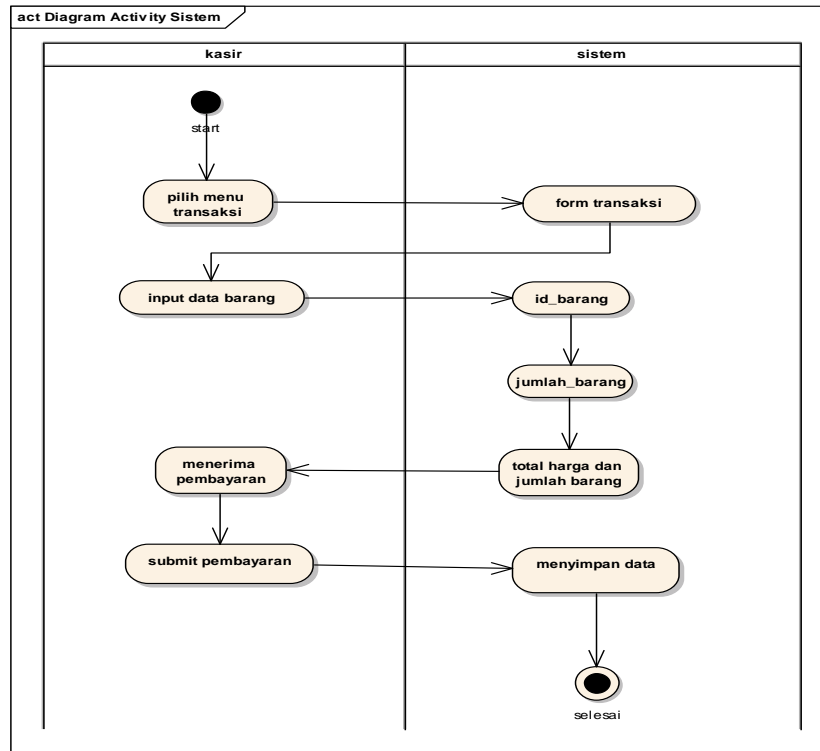 act Diagram Activity Sistem
kasir
sistem
start
pilih menu
transaksi
form transaksi
input data barang
id_barang
jumlah_barang
total harga dan
jumlah barang
menerima
pembayaran
submit pembayaran
menyimpan data
selesai